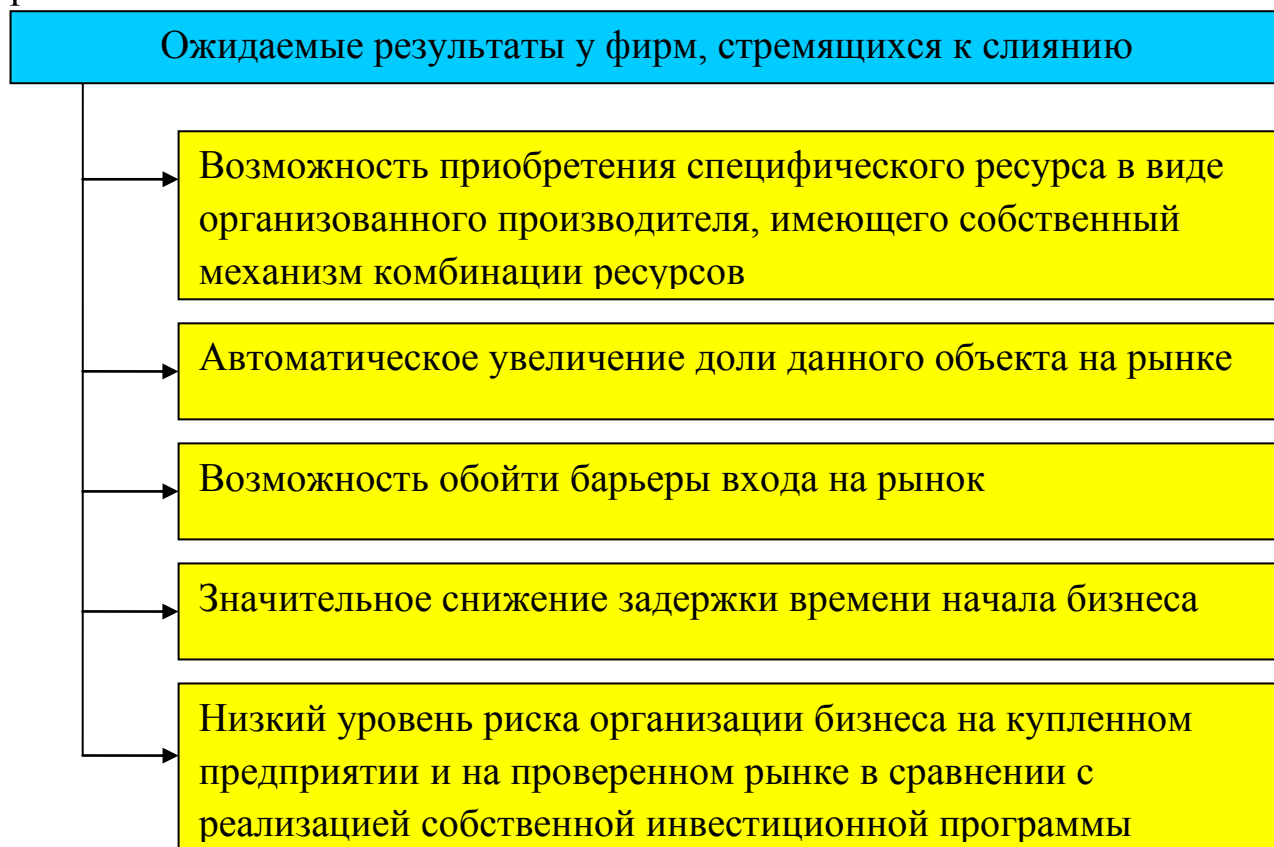 Ожидаемые результаты у фирм, стремящихся к слиянию
Возможность приобретения специфического ресурса в виде
организованного производителя, имеющего собственный
механизм комбинации ресурсов
Автоматическое увеличение доли данного объекта на рынке
Возможность обойти барьеры входа на рынок
Значительное снижение задержки времени начала бизнеса
Низкий уровень риска организации бизнеса на купленном
предприятии и на проверенном рынке в сравнении с
реализацией собственной инвестиционной программы